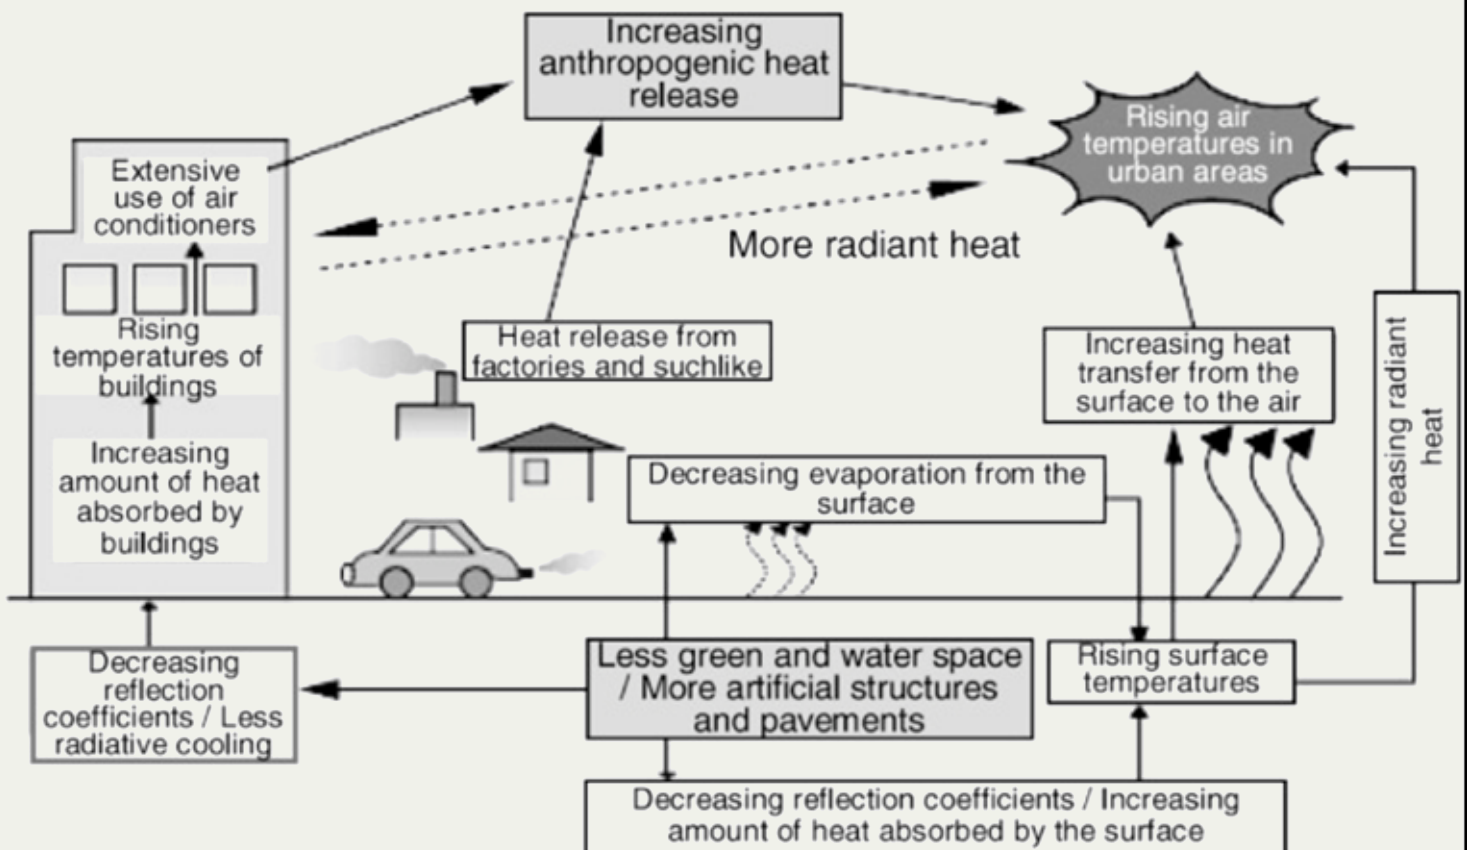 Increasing
anthropogenic heat
release
Rising air
temperatures in
urban areas
Extensive
use of air
conditioners
More radiant heat
Rising
temperatures of
buildings
Heat release from
factories and suchlike
Increasing heat
transfer from the
surface to the air
Increasing radiant
heat
Increasing
amount of heat
absorbed by
buildings
Decreasing evaporation from the
surface
Decreasing
reflection
coefficients / Less
radiative cooling
Less green and water space
/ More artificial structures
and pavements
Rising surface
temperatures
Decreasing reflection coefficients / Increasing
amount of heat absorbed by the surface